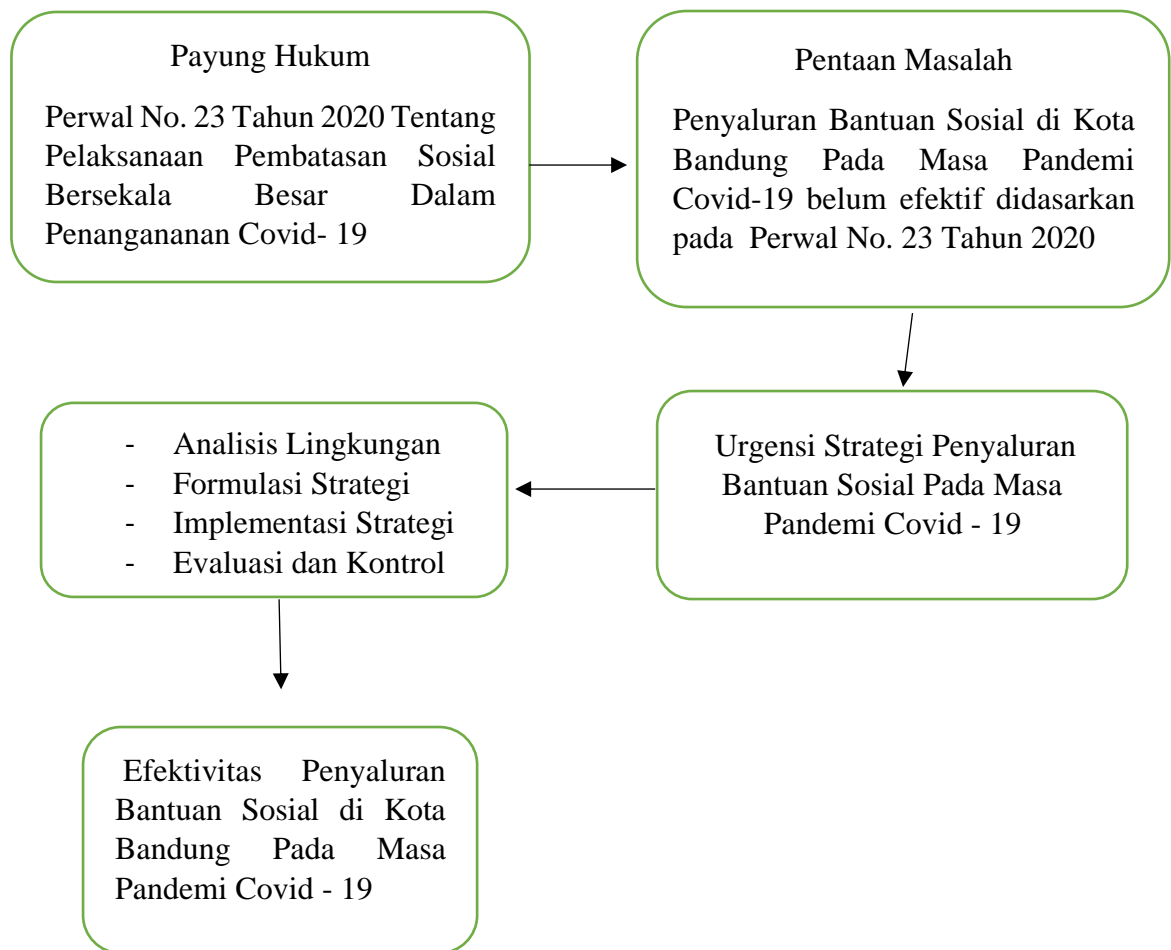 Payung Hukum
Perwal No. 23 Tahun 2020 Tentang
Pelaksanaan Pembatasan Sosial
Bersekala Besar Dalam
Penangananan Covid- 19
Pentaan Masalah
Penyaluran Bantuan Sosial di Kota
Bandung Pada Masa Pandemi
Covid-19 belum efektif didasarkan
pada Perwal No. 23 Tahun 2020
Urgensi Strategi Penyaluran
Bantuan Sosial Pada Masa
Pandemi Covid - 19
- Analisis Lingkungan
- Formulasi Strategi
- Implementasi Strategi
- Evaluasi dan Kontrol
Efektivitas Penyaluran
Bantuan Sosial di Kota
Bandung Pada Masa
Pandemi Covid - 19